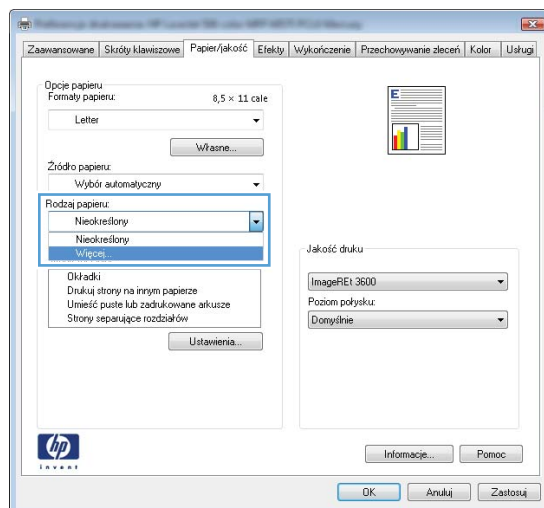 Zaawansowane Skróty klawiszowe Papier/jakość Efekty Wykończenie Przechowywanie zleceń Kolor Usługi
Opcje papieru
Formaty papieru: 8,5 × 11 cale
Letter
Własne...
Źródło papieru:
Wybór automatyczny
Rodzaj papieru:
Nieokreślony
Nieokreślony
Więcej...
Okładki
Drukuj strony na innym papierze
Umieść puste lub zadrukowane arkusze
Strony separujące rozdziałów
Ustawienia...
E
Jakość druku
ImageREt 3600
Poziom połysku:
Domyślnie
hp
invent
Informacje... Pomoc
OK Anuluj Zastosuj